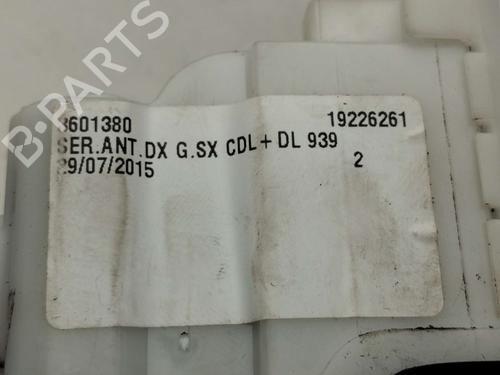 B-PARTS
3601380 19226261
SER.ANT.DX G.SX CDL+DL 939
29/07/2015 2